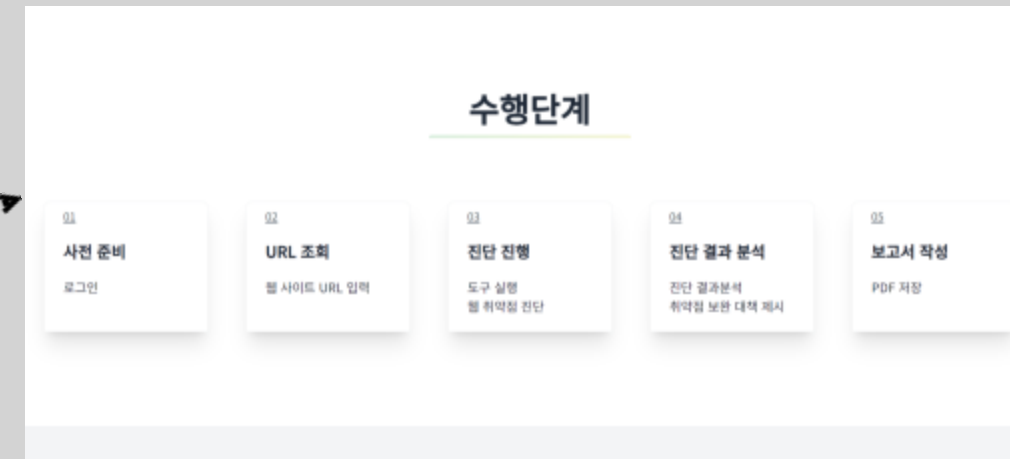 수행단계
01
사전 준비
로그인
02
URL 조회
웹 사이트 URL 입력
03
진단 진행
도구 실행
웹 취약점 진단
04
진단 결과 분석
진단 결과분석
취약점 보완 대책 제시
05
보고서 작성
PDF 저장